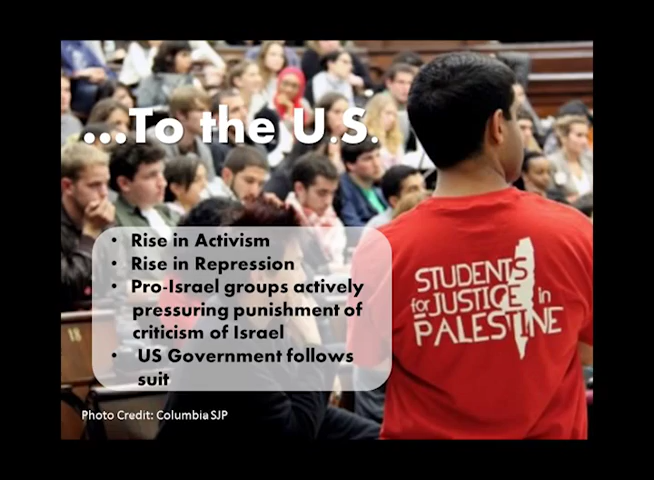 ...To the U.S.
• Rise in Activism
• Rise in Repression
• Pro-Israel groups actively
pressuring punishment of
criticism of Israel
• US Government follows
suit
STUDENTS
for JUSTICE in
PALESTINE
18
Photo Credit: Columbia SJP